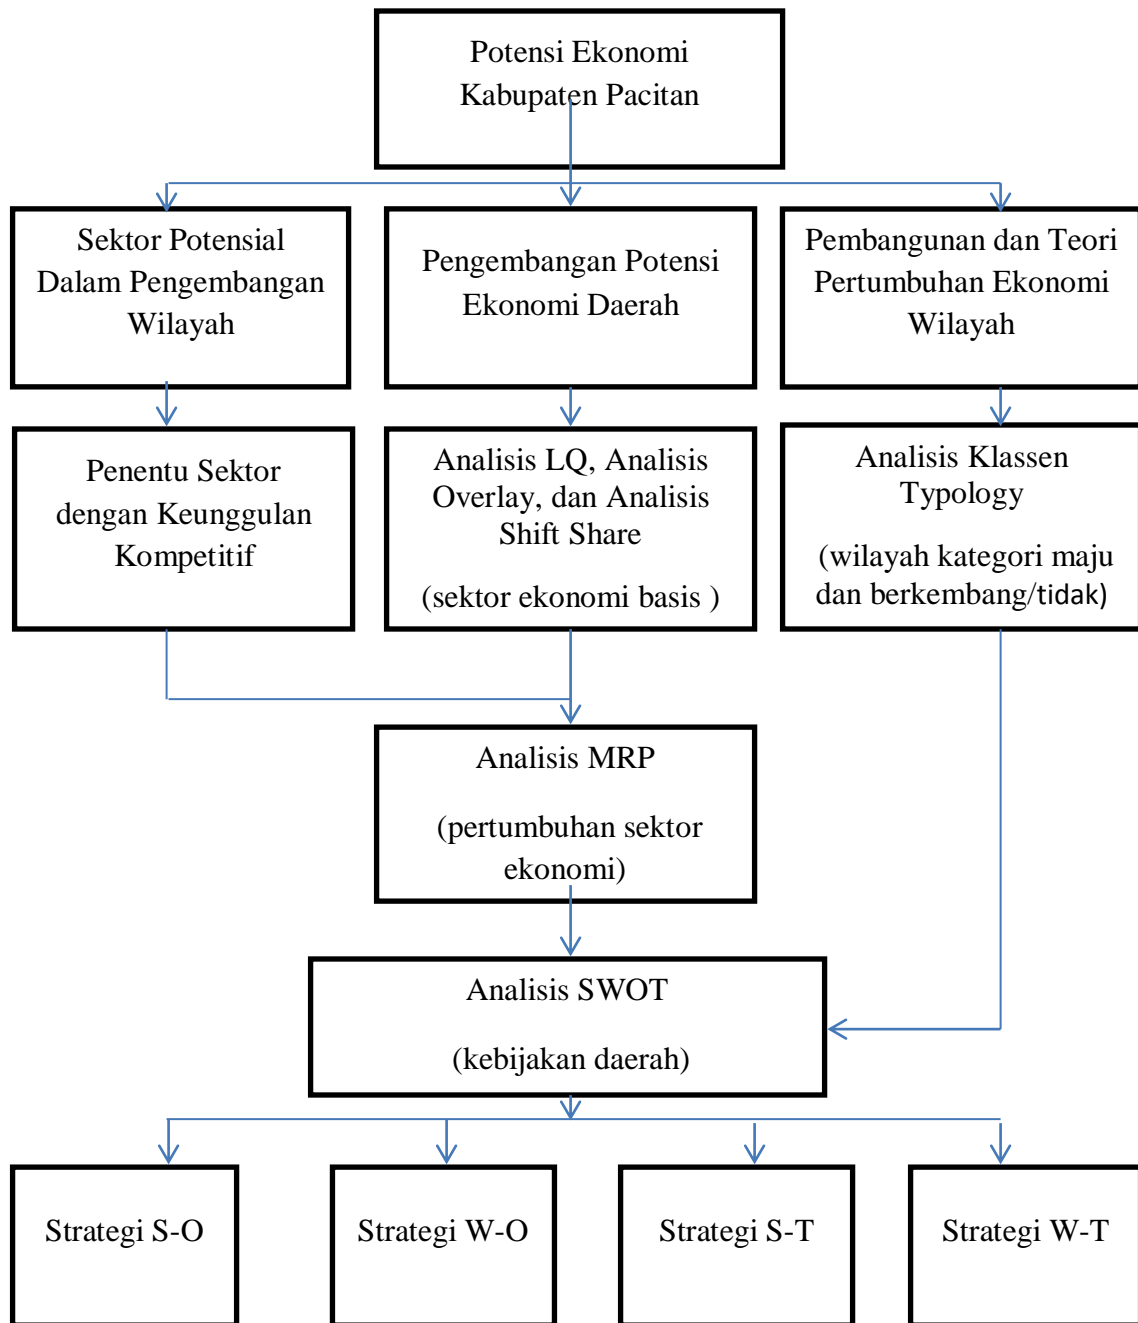 Potensi Ekonomi
Kabupaten Pacitan
Sektor Potensial
Dalam Pengembangan
Wilayah
Pengembangan Potensi
Ekonomi Daerah
Pembangunan dan Teori
Pertumbuhan Ekonomi
Wilayah
Penentu Sektor
dengan Keunggulan
Kompetitif
Analisis LQ, Analisis
Overlay, dan Analisis
Shift Share
(sektor ekonomi basis )
Analisis Klassen
Typology
(wilayah kategori maju
dan berkembang/tidak)
Analisis MRP
(pertumbuhan sektor
ekonomi)
Analisis SWOT
(kebijakan daerah)
Strategi S-O
Strategi W-O
Strategi S-T
Strategi W-T